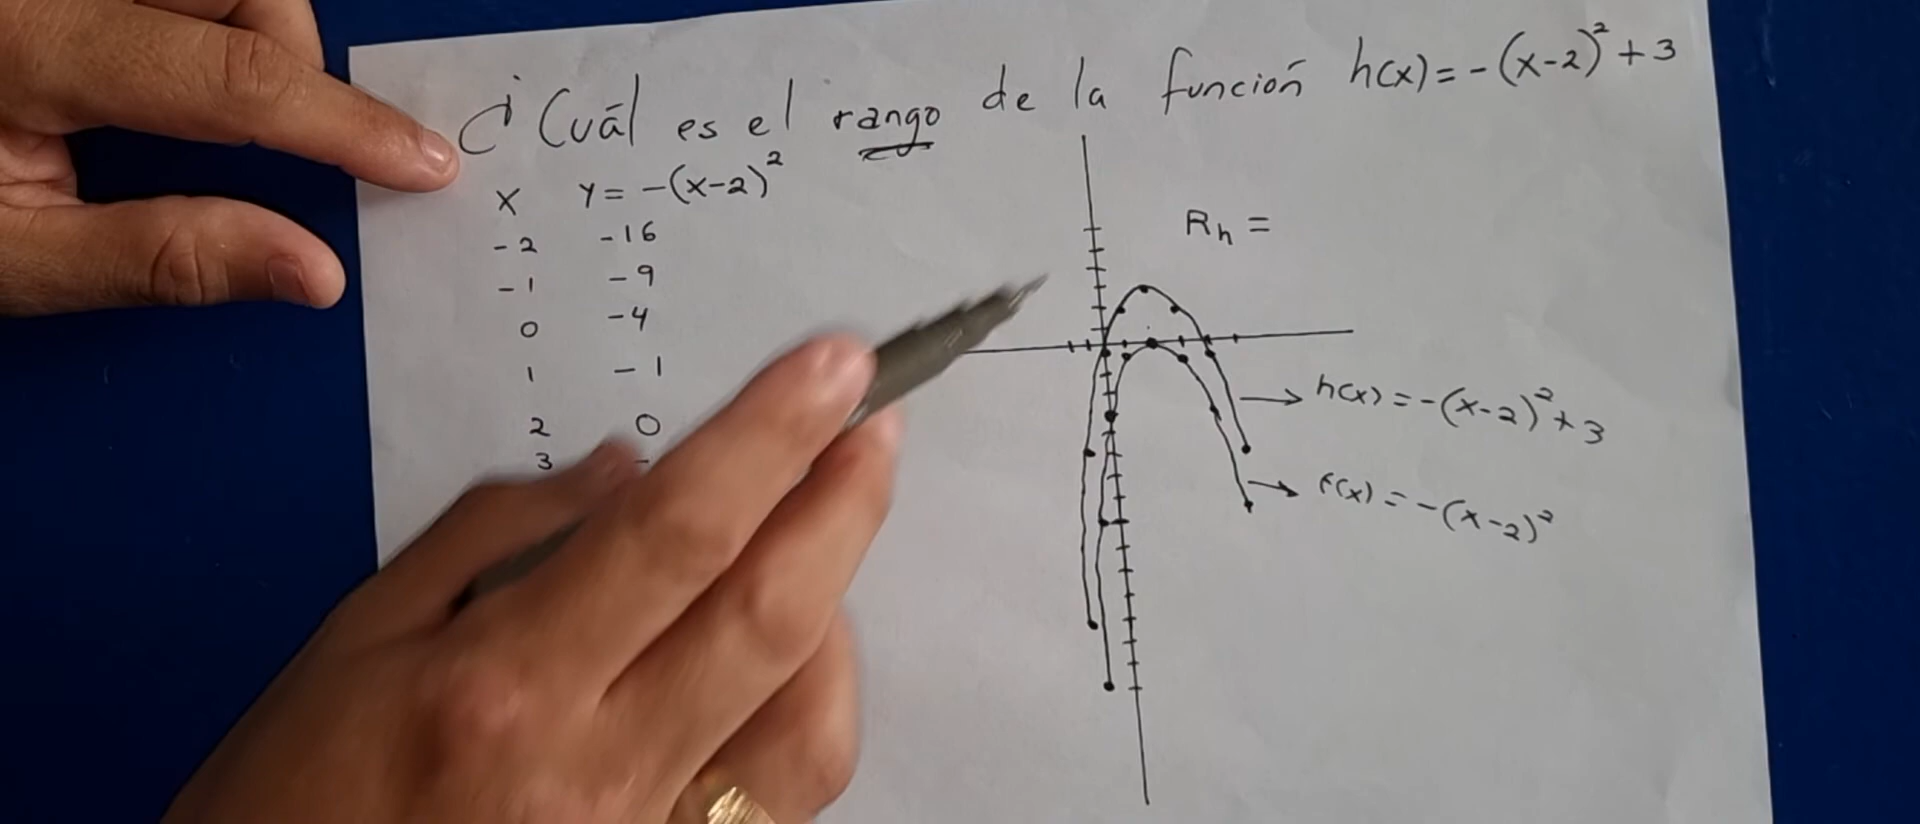 ¿Cuál es el rango de la función h(x) = -(x-2)² + 3
x y = -(x-2)²
-2 -16
-1 -9
0 -4
1 -1
2 0
3 -
Rh =
h(x) = -(x-2)² + 3
f(x) = -(x-2)²